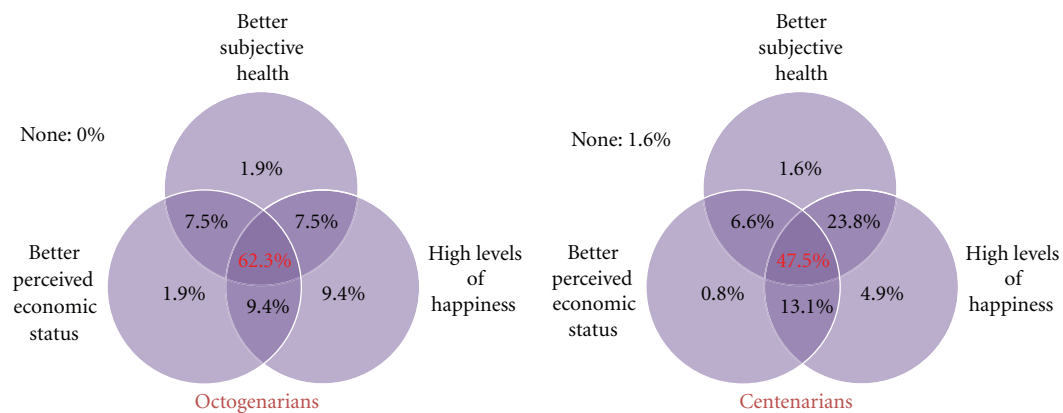 Better
subjective
health
None: 0%
1.9%
7.5%
7.5%
62.3%
Better
perceived
economic
status
High levels
of
happiness
1.9%
9.4%
9.4%
Octogenarians
Better
subjective
health
None: 1.6%
1.6%
6.6%
23.8%
47.5%
Better
perceived
economic
status
High levels
of
happiness
0.8%
13.1%
4.9%
Centenarians